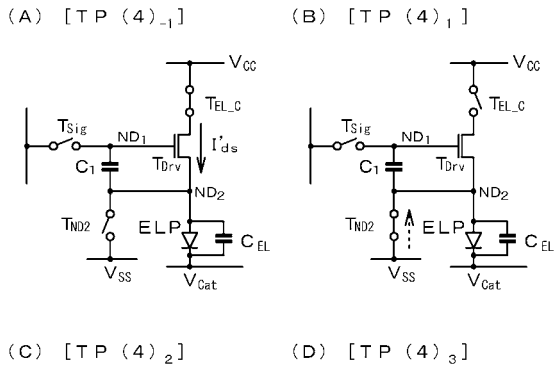 (A) [TP (4)-1]
(B) [TP (4)1]
VCC
TEL_C
TSig
ND1
I'ds
C1
TDrv
ND2
TND2
ELP
CEL
VSS
VCat
VCC
TEL_C
TSig
ND1
C1
TDrv
ND2
TND2
ELP
CEL
VSS
VCat
(C) [TP (4)2]
(D) [TP (4)3]